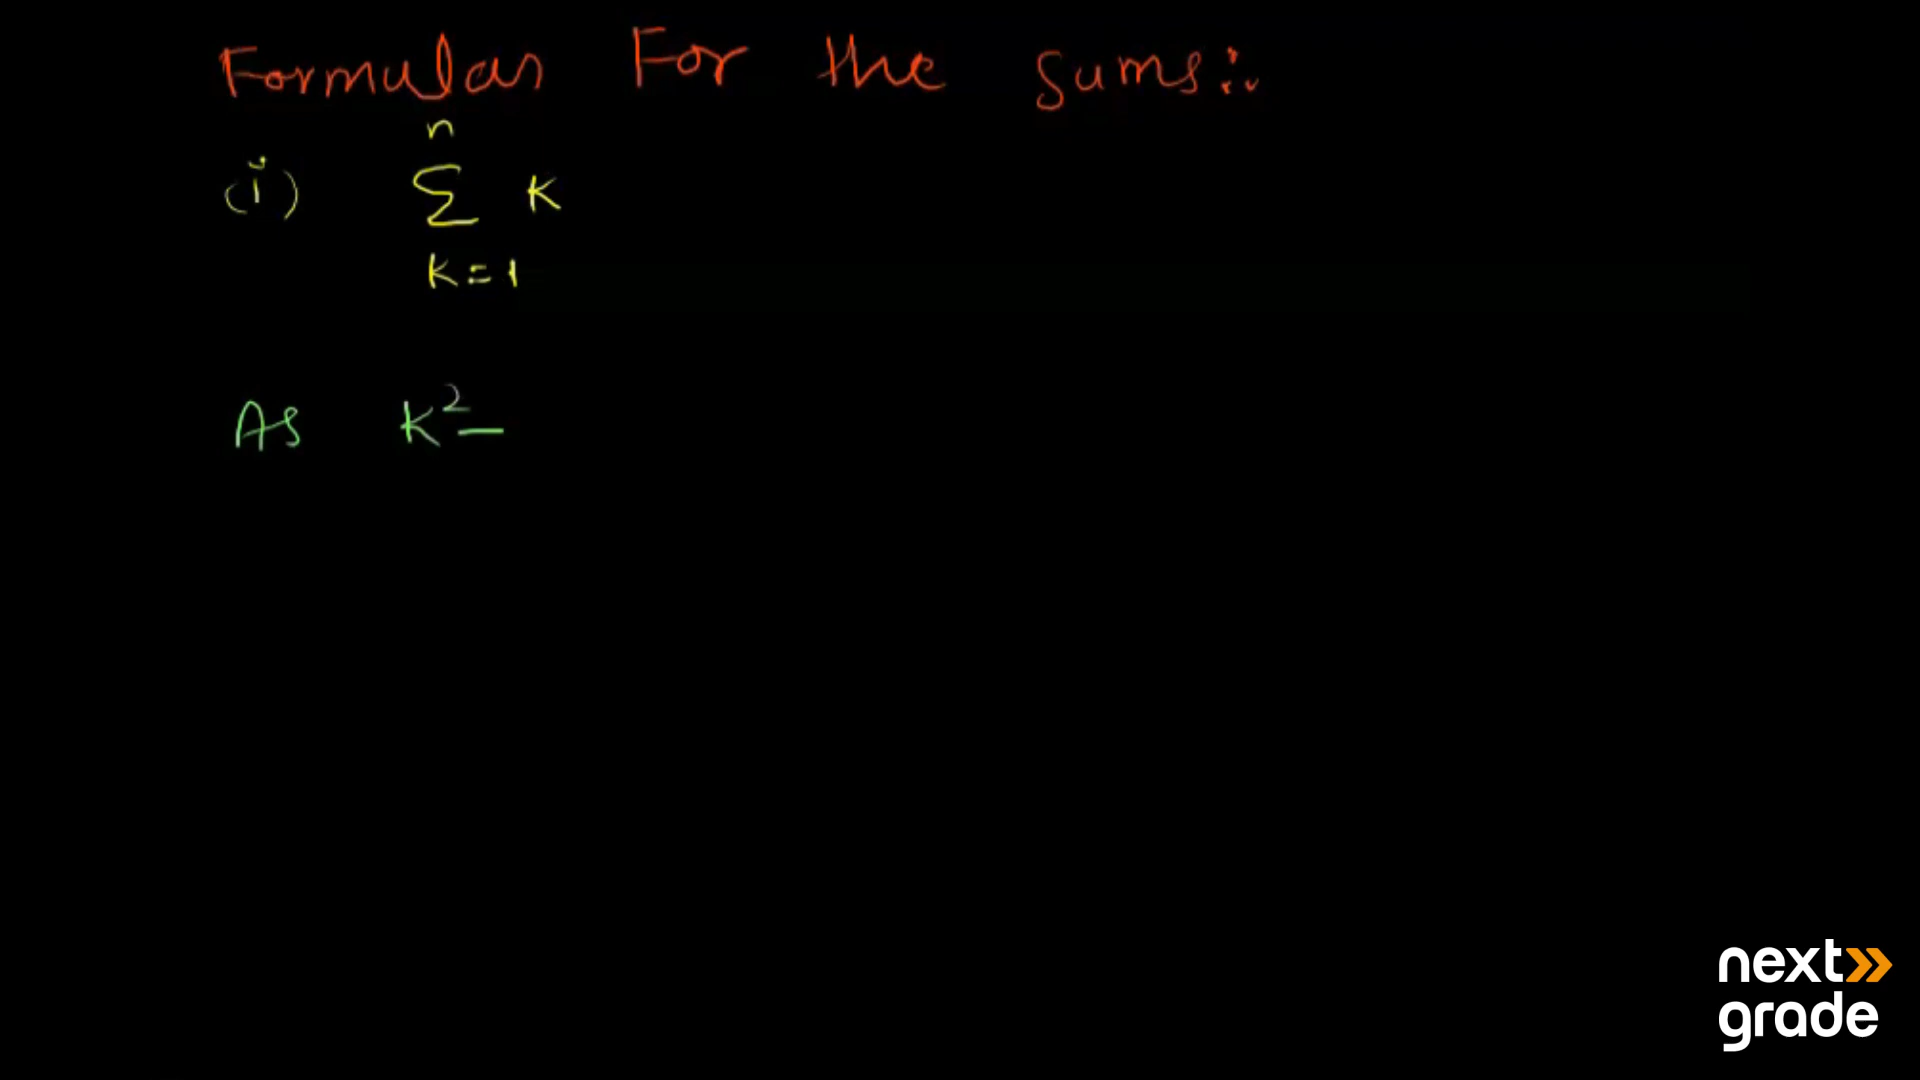 Formulas For the Sums:
n
(i) Σ K
K=1
As K² —
next
grade